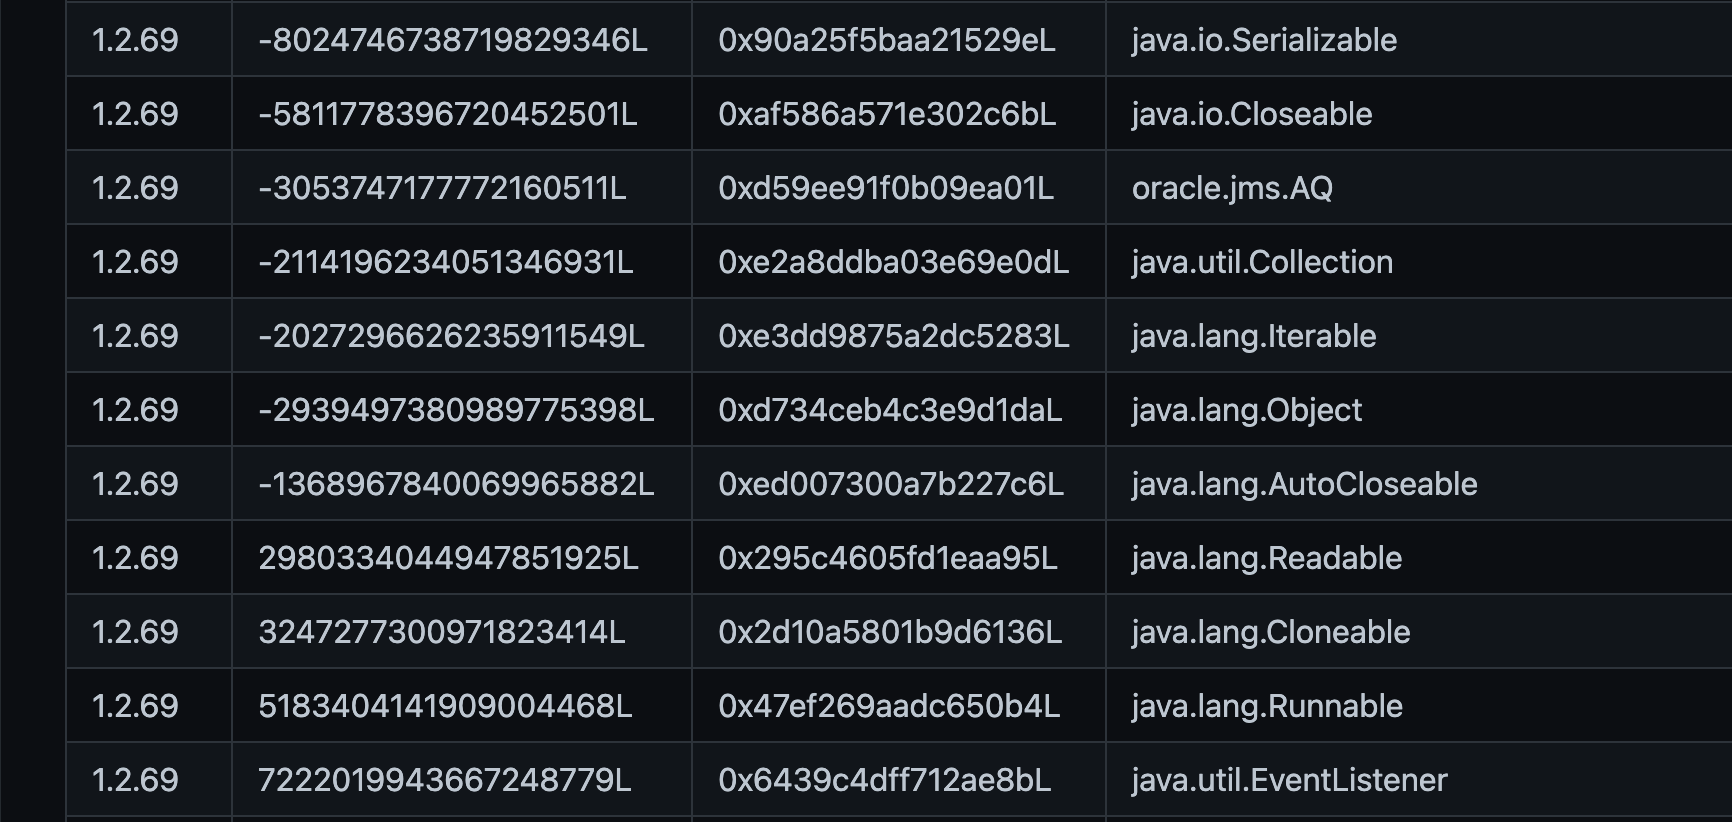 1.2.69 -8024746738719829346L 0x90a25f5baa21529eL java.io.Serializable
1.2.69 -5811778396720452501L 0xaf586a571e302c6bL java.io.Closeable
1.2.69 -3053747177772160511L 0xd59ee91f0b09ea01L oracle.jms.AQ
1.2.69 -2114196234051346931L 0xe2a8ddba03e69e0dL java.util.Collection
1.2.69 -2027296626235911549L 0xe3dd9875a2dc5283L java.lang.Iterable
1.2.69 -2939497380989775398L 0xd734ceb4c3e9d1daL java.lang.Object
1.2.69 -1368967840069965882L 0xed007300a7b227c6L java.lang.AutoCloseable
1.2.69 2980334044947851925L 0x295c4605fd1eaa95L java.lang.Readable
1.2.69 3247277300971823414L 0x2d10a5801b9d6136L java.lang.Cloneable
1.2.69 5183404141909004468L 0x47ef269aadc650b4L java.lang.Runnable
1.2.69 7222019943667248779L 0x6439c4dff712ae8bL java.util.EventListener